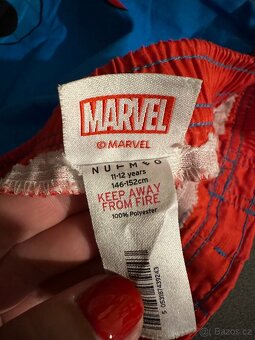 MARVEL
© MARVEL
NUTMEG
11-12 years
146-152cm
KEEP AWAY
FROM FIRE
100% Polyester